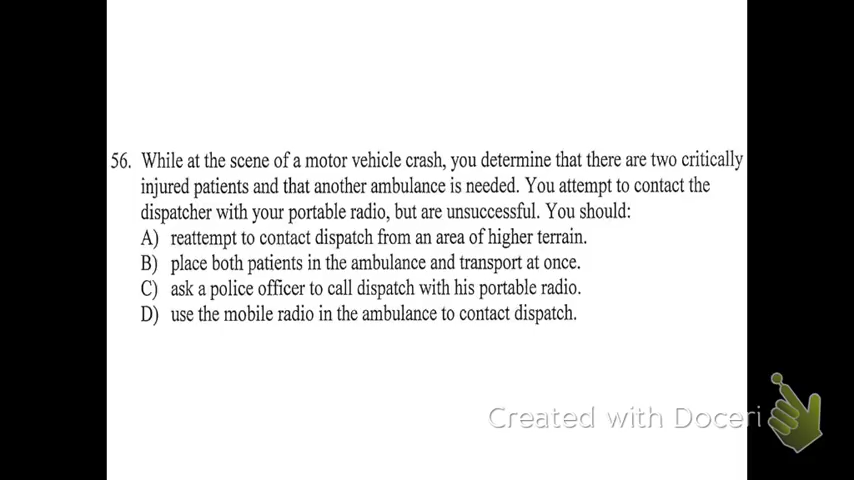 56. While at the scene of a motor vehicle crash, you determine that there are two critically
injured patients and that another ambulance is needed. You attempt to contact the
dispatcher with your portable radio, but are unsuccessful. You should:
A) reattempt to contact dispatch from an area of higher terrain.
B) place both patients in the ambulance and transport at once.
C) ask a police officer to call dispatch with his portable radio.
D) use the mobile radio in the ambulance to contact dispatch.
Created with Doceri